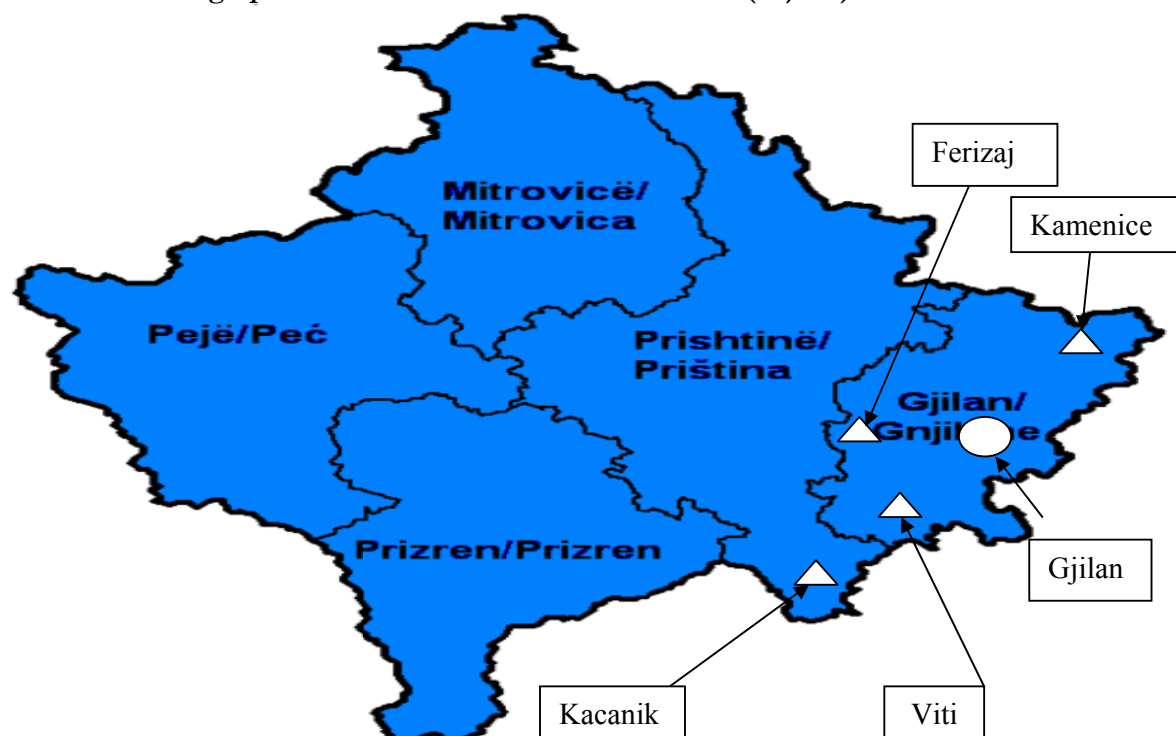 Ferizaj
Kamenice
Mitrovicë/
Mitrovica
Pejë/Peć
Prishtinë/
Priština
Gjilan/
Prizren/Prizren
Gjilan
Kacanik
Viti